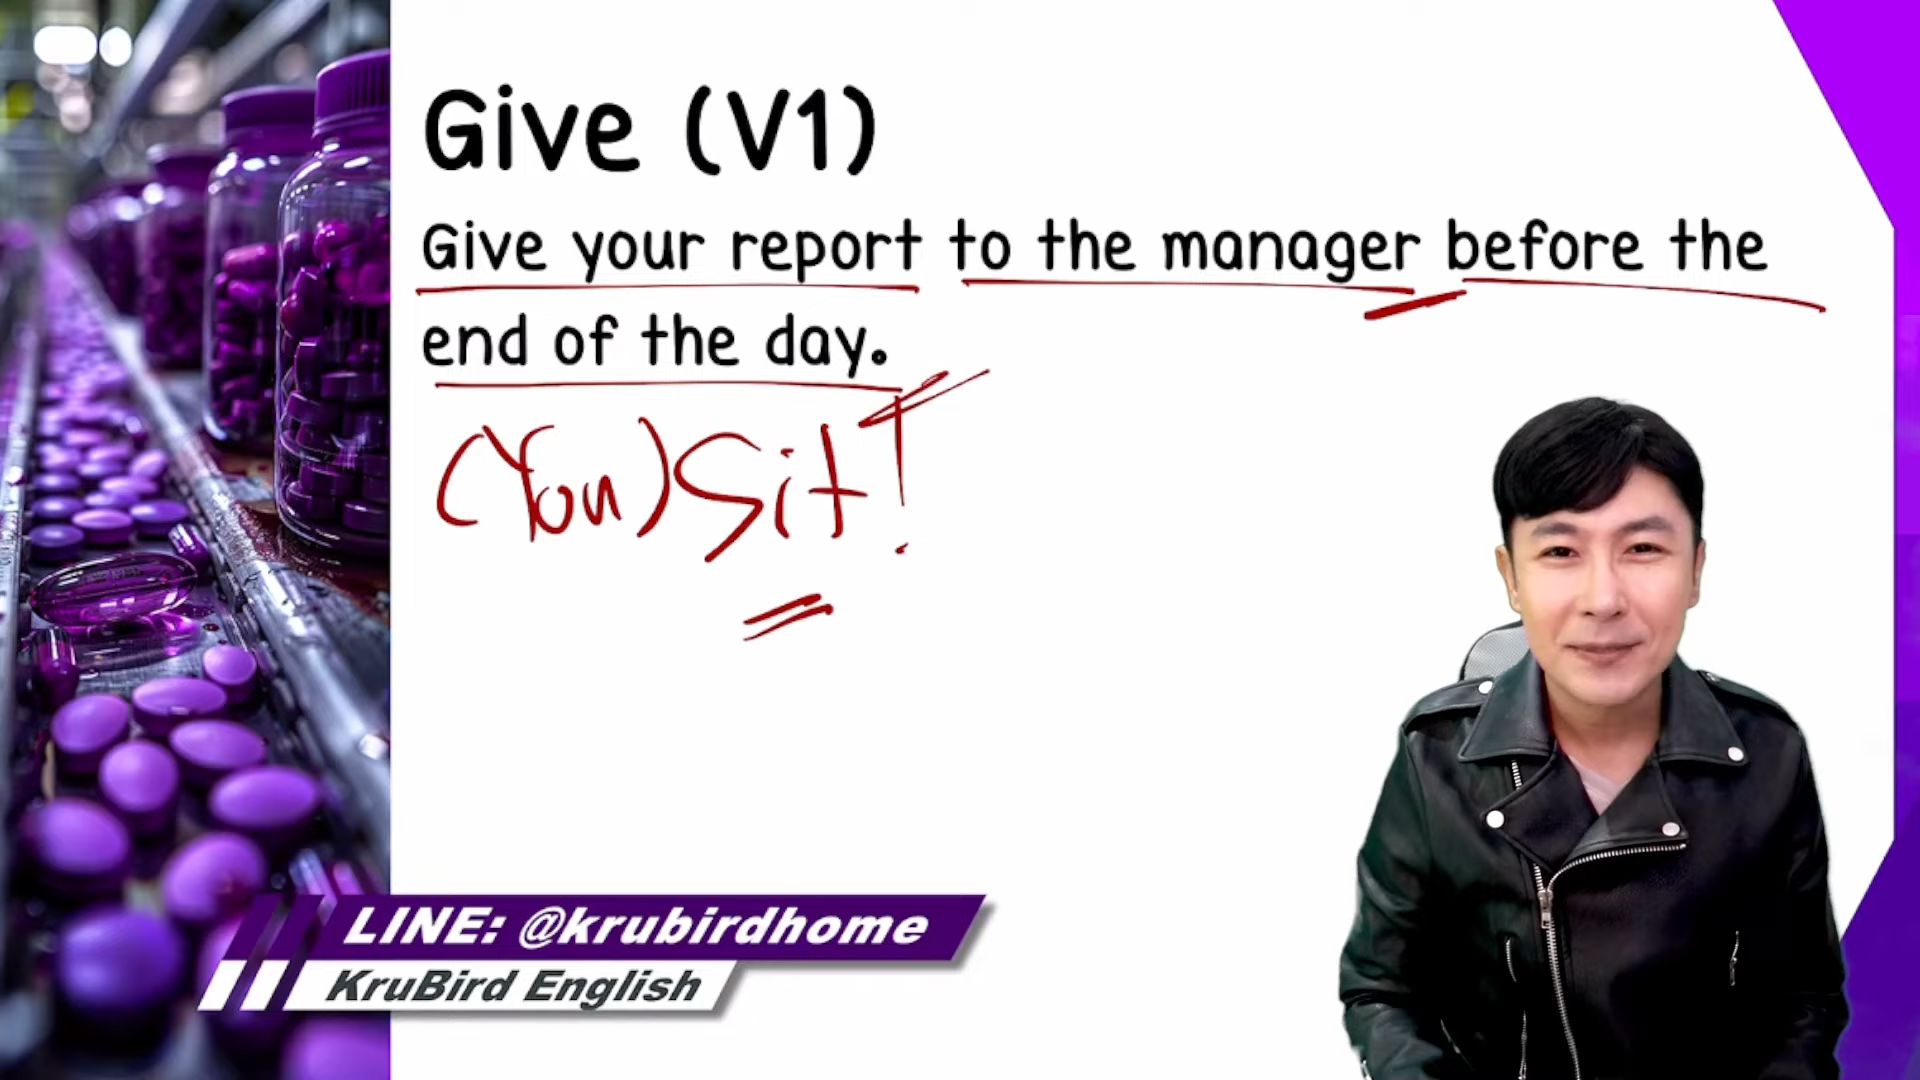 Give (V1)
Give your report to the manager before the
end of the day.
(You) Sit!
LINE: @krubirdhome
KruBird English